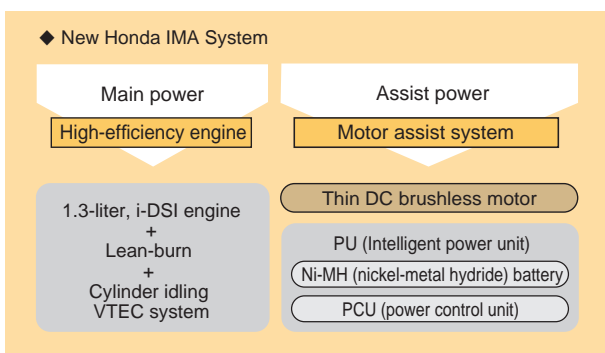 ◆ New Honda IMA System
Main power
High-efficiency engine
1.3-liter, i-DSI engine
+
Lean-burn
+
Cylinder idling
VTEC system
Assist power
Motor assist system
Thin DC brushless motor
PU (Intelligent power unit)
Ni-MH (nickel-metal hydride) battery
PCU (power control unit)